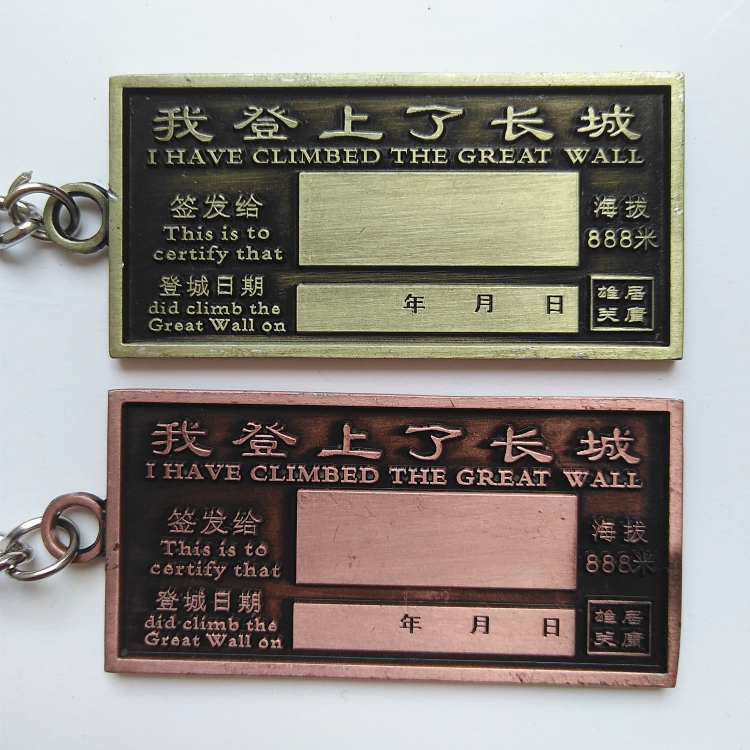 我登上了长城
I HAVE CLIMBED THE GREAT WALL
签发给
This is to
certify that
海拔
888米
登城日期
did climb the
Great Wall on
年 月 日
居庸
雄关
我登上了长城
I HAVE CLIMBED THE GREAT WALL
签发给
This is to
certify that
海拔
888米
登城日期
did climb the
Great Wall on
年 月 日
居庸
雄关